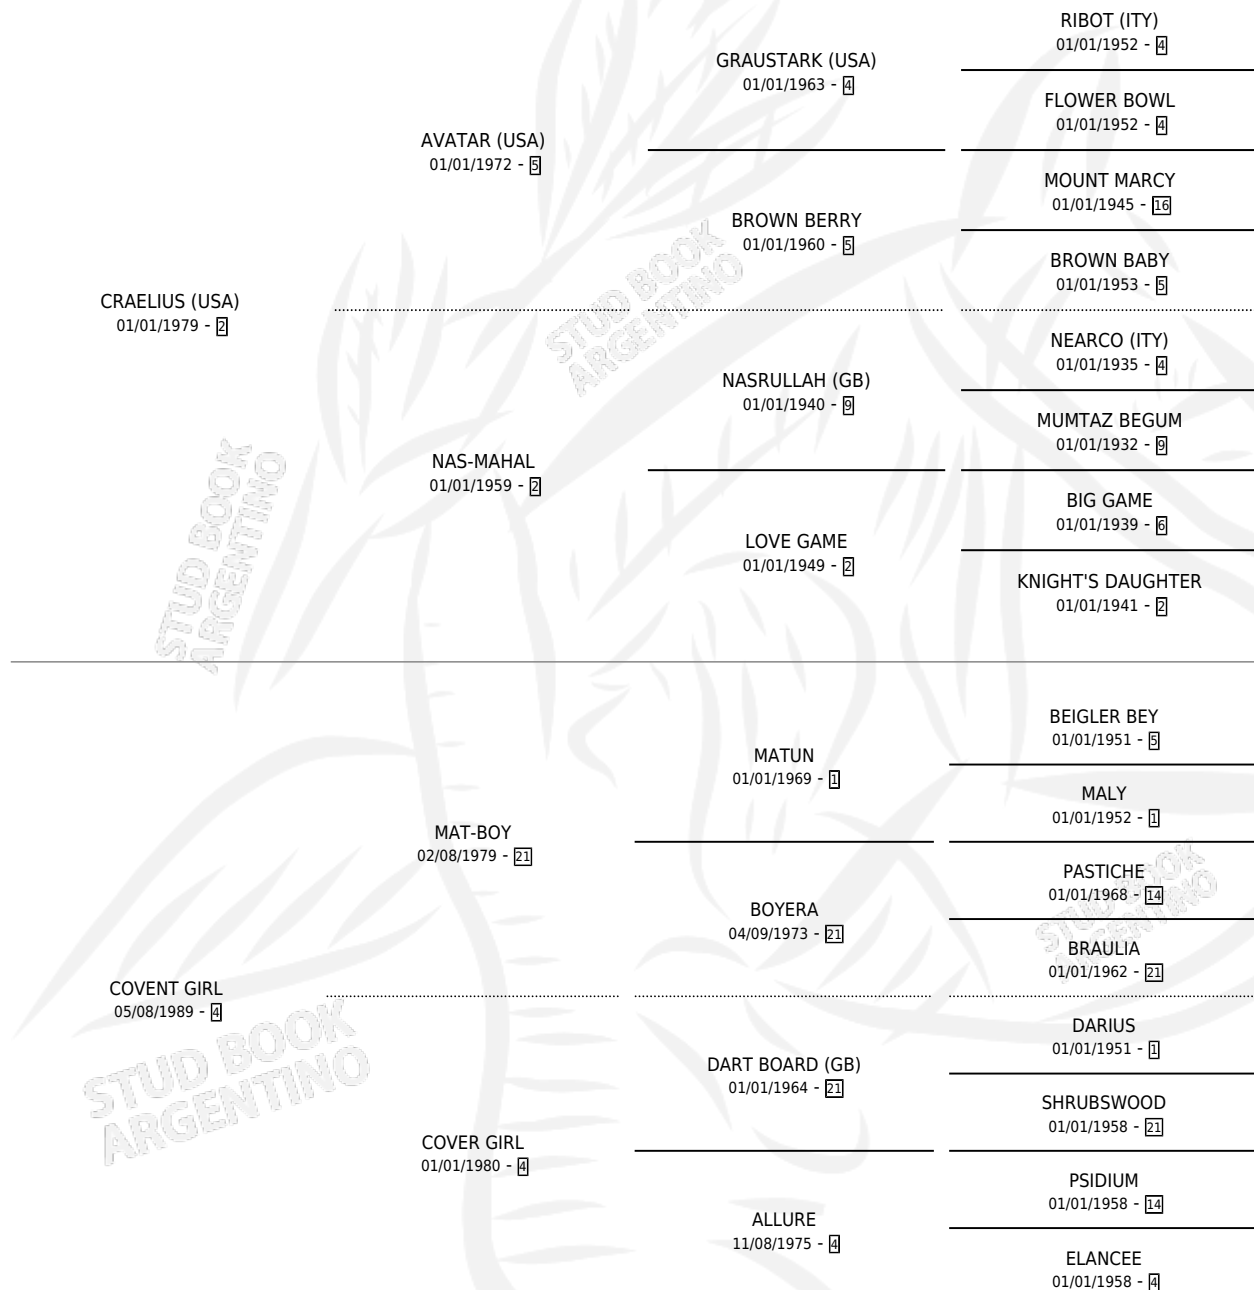 RIBOT (ITY)
01/01/1952 - 4
GRAUSTARK (USA)
01/01/1963 - 4
FLOWER BOWL
01/01/1952 - 4
AVATAR (USA)
01/01/1972 - 5
MOUNT MARCY
01/01/1945 - 16
BROWN BERRY
01/01/1960 - 5
BROWN BABY
01/01/1953 - 5
CRAELIUS (USA)
01/01/1979 - 2
STUD BOOK
ARGENTINO
NEARCO (ITY)
01/01/1935 - 4
NASRULLAH (GB)
01/01/1940 - 9
MUMTAZ BEGUM
01/01/1932 - 9
NAS-MAHAL
01/01/1959 - 2
BIG GAME
01/01/1939 - 6
LOVE GAME
01/01/1949 - 2
KNIGHT'S DAUGHTER
01/01/1941 - 2
STUD BOOK
ARGENTINO
BEIGLER BEY
01/01/1951 - 5
MATUN
01/01/1969 - 1
MALY
01/01/1952 - 1
MAT-BOY
02/08/1979 - 21
PASTICHE
01/01/1968 - 14
BOYERA
04/09/1973 - 21
BRAULIA
01/01/1962 - 21
STUD BOOK
ARGENTINO
COVENT GIRL
05/08/1989 - 4
DARIUS
01/01/1951 - 1
DART BOARD (GB)
01/01/1964 - 21
SHRUBSWOOD
01/01/1958 - 21
STUD BOOK
ARGENTINO
COVER GIRL
01/01/1980 - 4
PSIDIUM
01/01/1958 - 14
ALLURE
11/08/1975 - 4
ELANCEE
01/01/1958 - 4